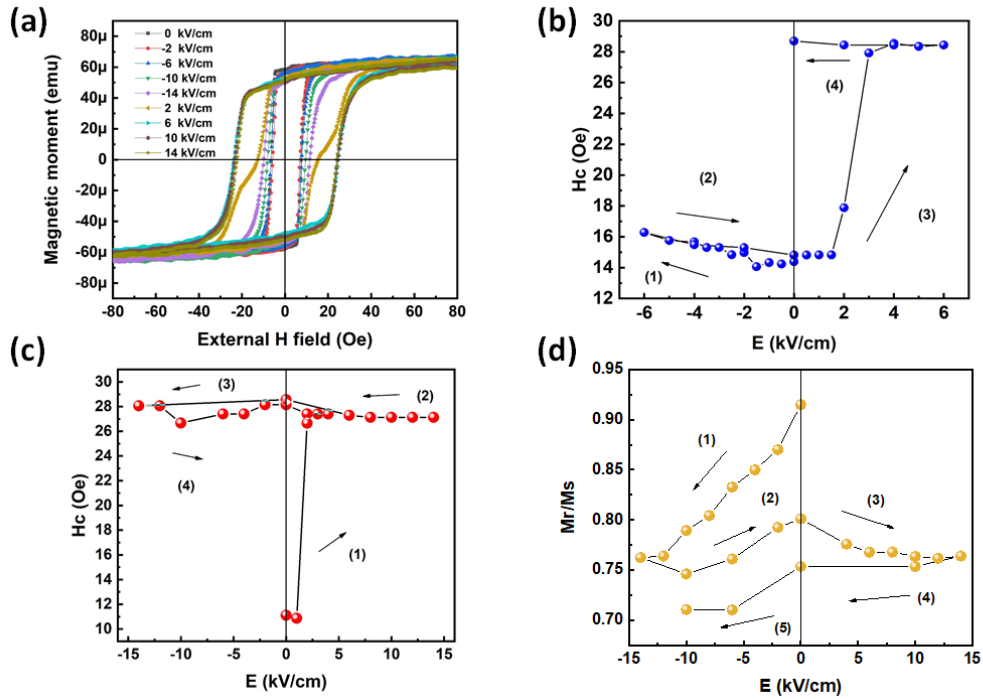 (a)
0 kV/cm
-2 kV/cm
-6 kV/cm
-10 kV/cm
-14 kV/cm
2 kV/cm
6 kV/cm
10 kV/cm
14 kV/cm
Magnetic moment (emu)
80µ
60µ
40µ
20µ
0
-20µ
-40µ
-60µ
-80µ
-80 -60 -40 -20 0 20 40 60 80
External H field (Oe)
(b)
Hc (Oe)
30
28
26
24
22
20
18
16
14
12
(4)
(2)
(3)
(1)
-6 -4 -2 0 2 4 6
E (kV/cm)
(c)
Hc (Oe)
30
28
26
24
22
20
18
16
14
12
10
(3)
(2)
(4)
(1)
-15 -10 -5 0 5 10 15
E (kV/cm)
(d)
Mr/Ms
0.95
0.90
0.85
0.80
0.75
0.70
(1)
(2)
(3)
(4)
(5)
-15 -10 -5 0 5 10 15
E (kV/cm)